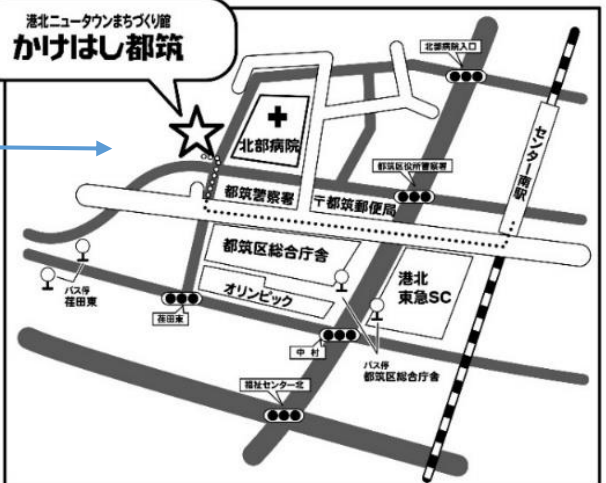 港北ニュータウンまちづくり館
かけはし都筑
北部病院入口
北部病院
センター南駅
都筑区役所警察署
都筑警察署
〒都筑郵便局
都筑区総合庁舎
港北
東急SC
オリンピック
バス停
荏田東
荏田東
中村
バス停
都筑区総合庁舎
福祉センター北